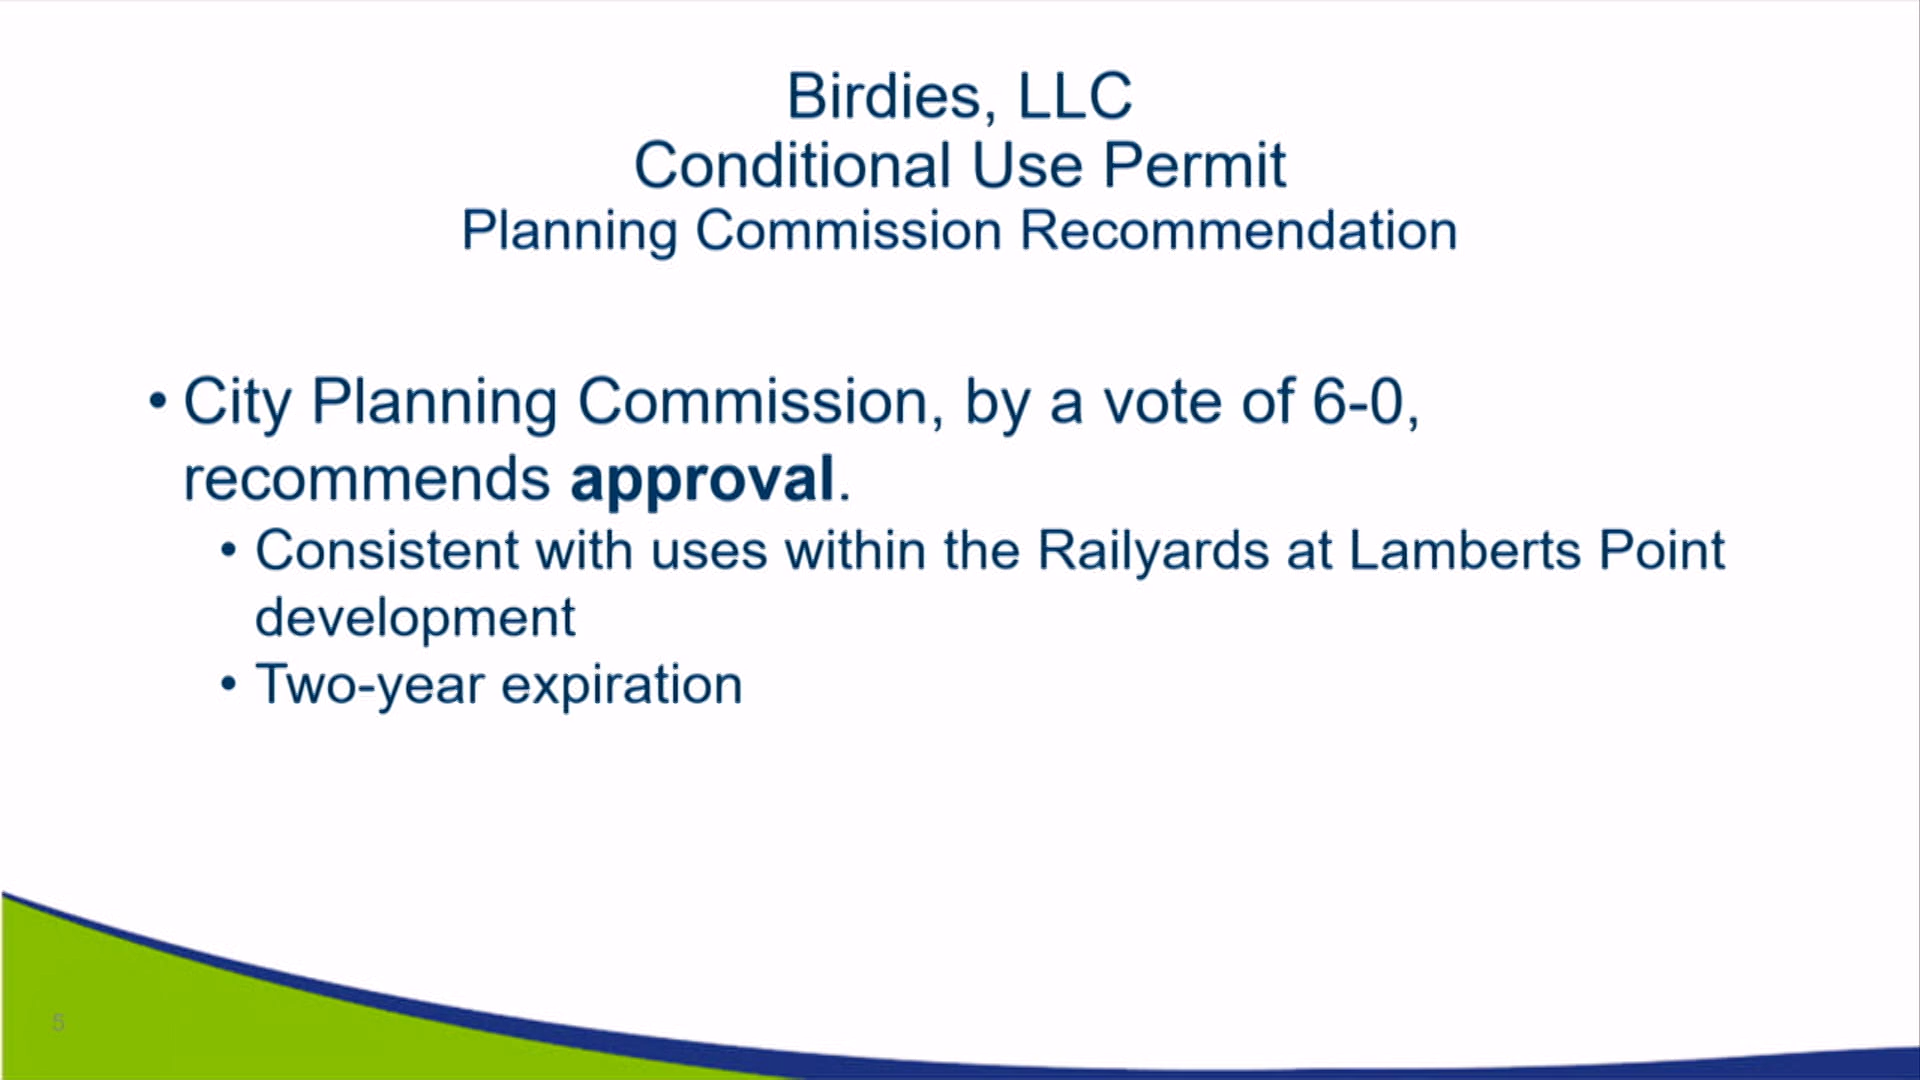 Birdies, LLC
Conditional Use Permit
Planning Commission Recommendation
• City Planning Commission, by a vote of 6-0,
recommends approval.
• Consistent with uses within the Railyards at Lamberts Point
development
• Two-year expiration
5